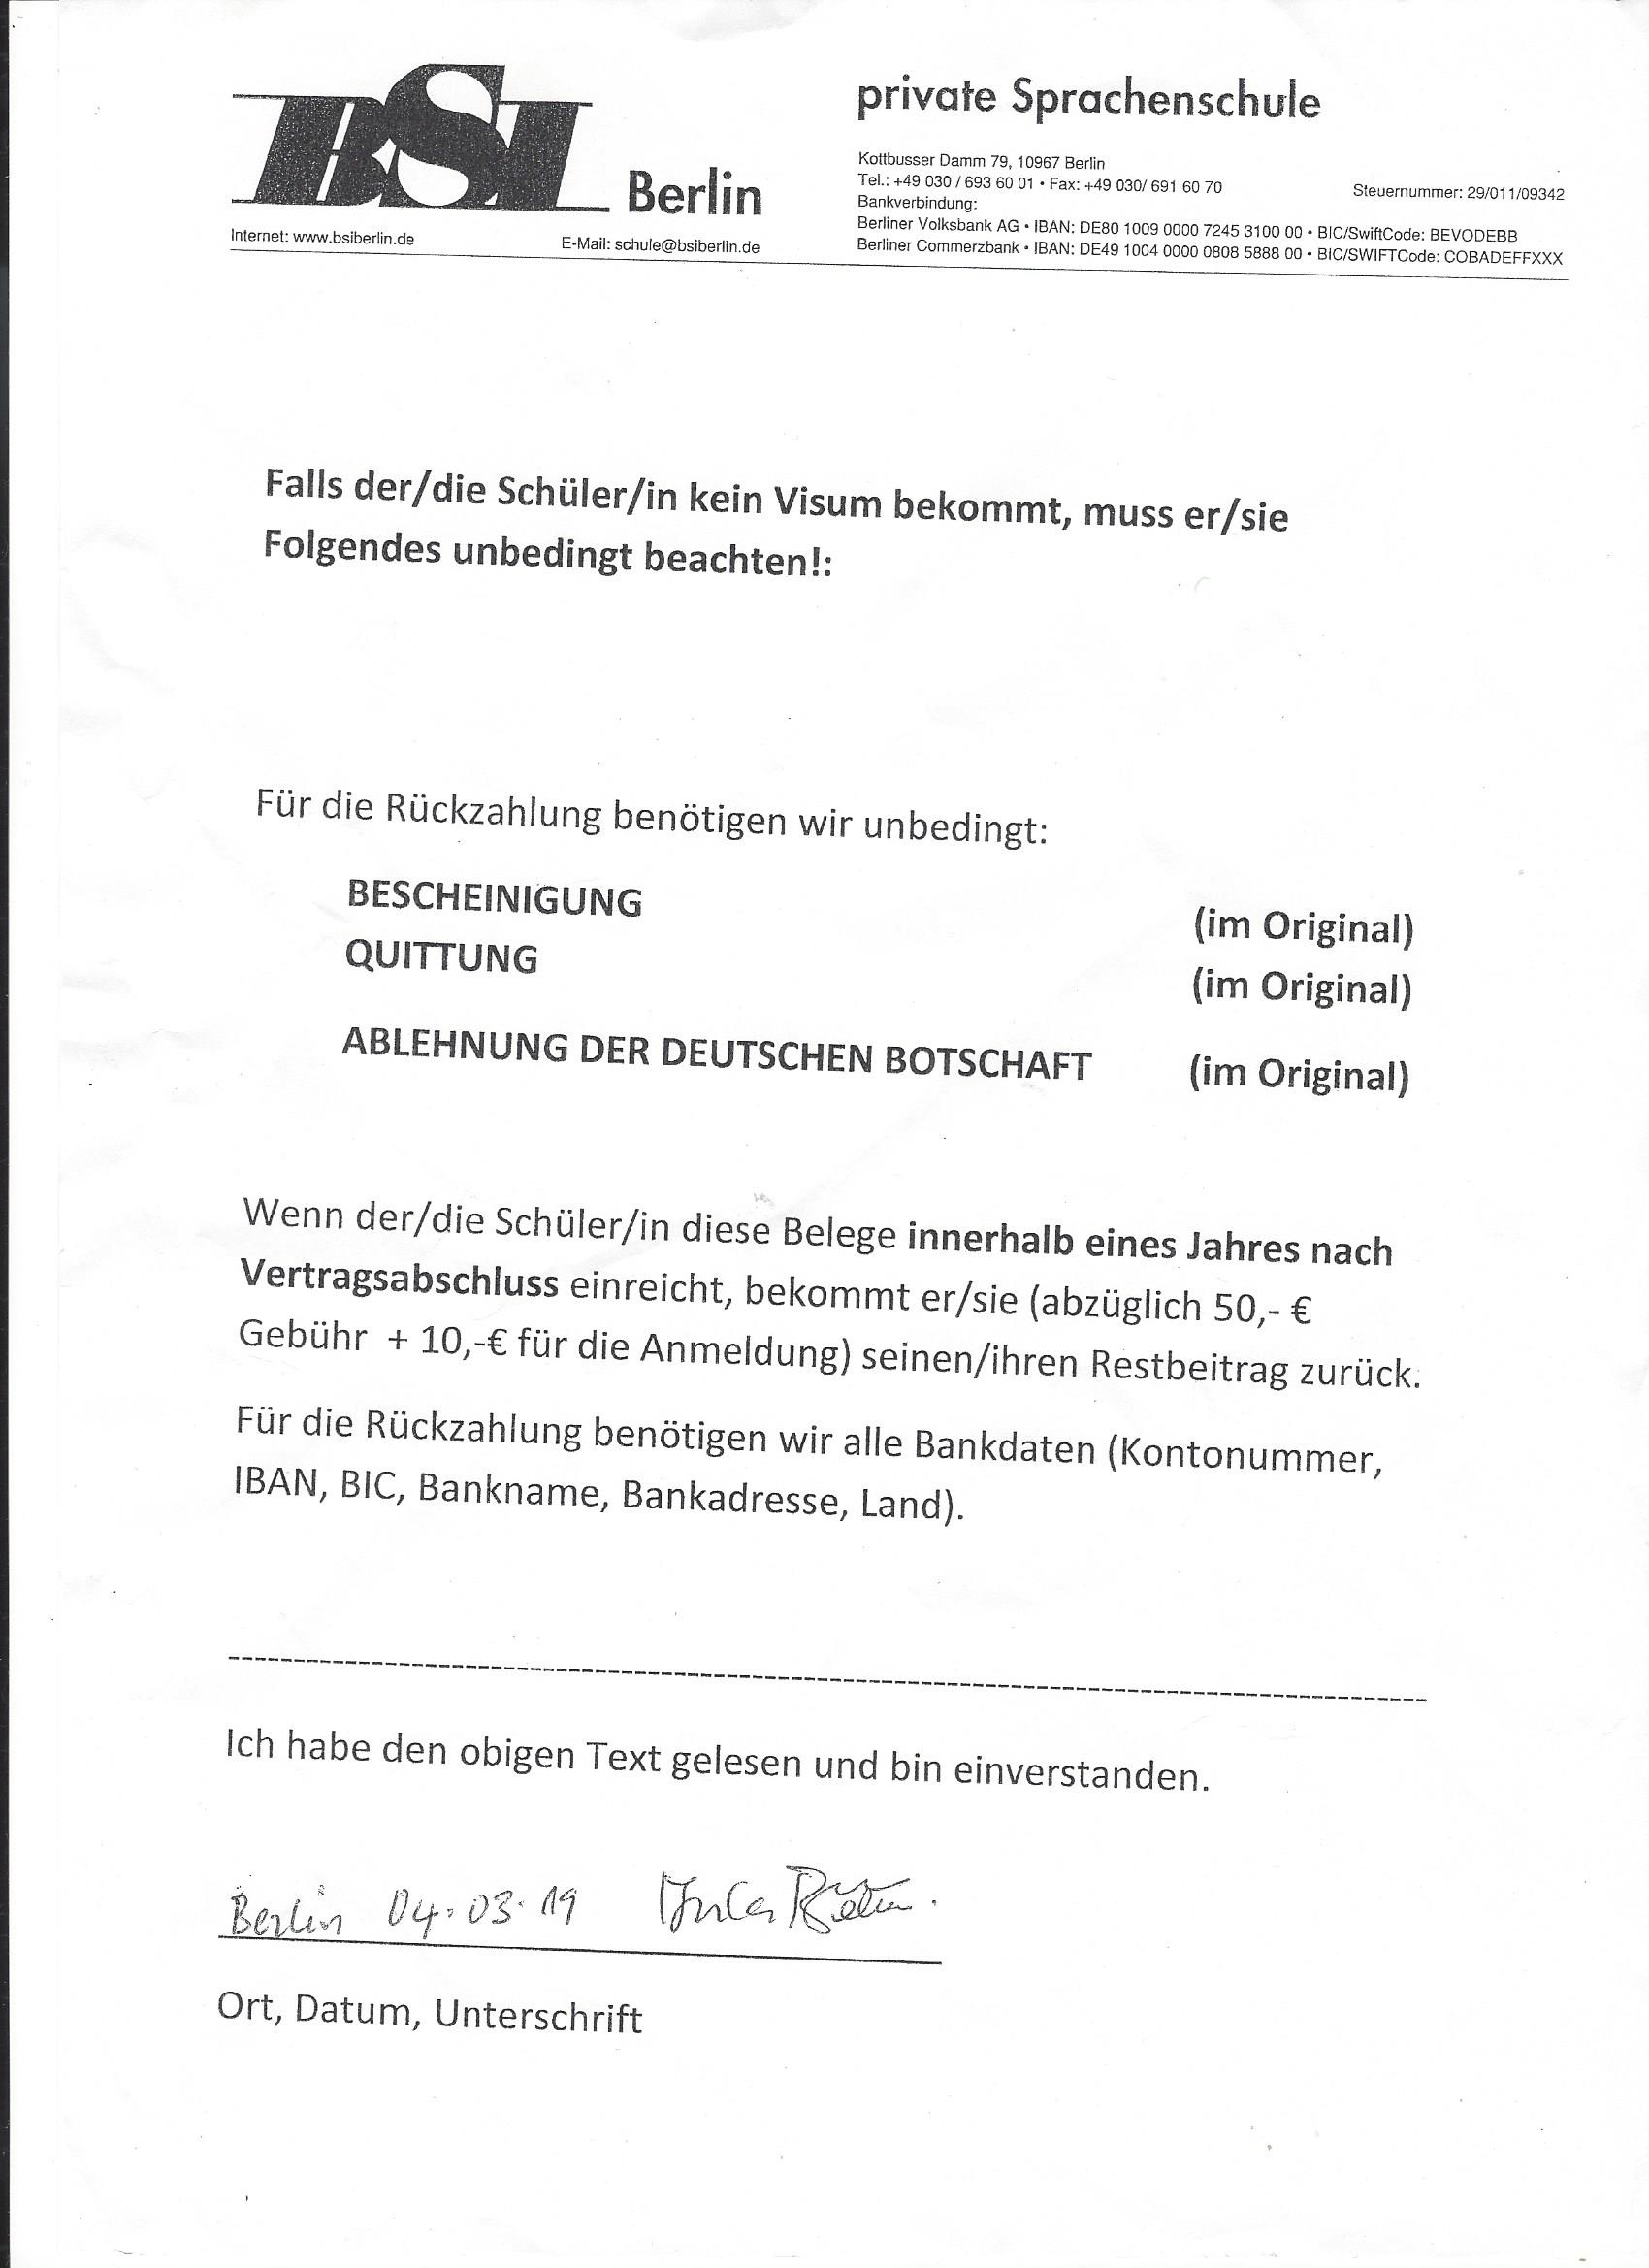 BSI Berlin
private Sprachenschule
Kottbusser Damm 79, 10967 Berlin
Tel.: +49 030 / 693 60 01 • Fax: +49 030/ 691 60 70
Steuernummer: 29/011/09342
Bankverbindung:
Berliner Volksbank AG • IBAN: DE80 1009 0000 7245 3100 00 • BIC/SwiftCode: BEVODEBB
Berliner Commerzbank • IBAN: DE49 1004 0000 0808 5888 00 • BIC/SWIFTCode: COBADEFFXXX
Internet: www.bsiberlin.de E-Mail: schule@bsiberlin.de
Falls der/die Schüler/in kein Visum bekommt, muss er/sie
Folgendes unbedingt beachten!:
Für die Rückzahlung benötigen wir unbedingt:
BESCHEINIGUNG (im Original)
QUITTUNG (im Original)
ABLEHNUNG DER DEUTSCHEN BOTSCHAFT (im Original)
Wenn der/die Schüler/in diese Belege innerhalb eines Jahres nach
Vertragsabschluss einreicht, bekommt er/sie (abzüglich 50,- €
Gebühr + 10,-€ für die Anmeldung) seinen/ihren Restbeitrag zurück.
Für die Rückzahlung benötigen wir alle Bankdaten (Kontonummer,
IBAN, BIC, Bankname, Bankadresse, Land).
Ich habe den obigen Text gelesen und bin einverstanden.
Berlin 04.03.19
Ort, Datum, Unterschrift